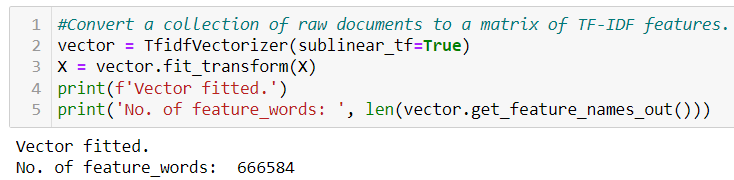 1 #Convert a collection of raw documents to a matrix of TF-IDF features.
2 vector = TfidfVectorizer(sublinear_tf=True)
3 X = vector.fit_transform(X)
4 print(f'Vector fitted.')
5 print('No. of feature_words: ', len(vector.get_feature_names_out()))
Vector fitted.
No. of feature_words:  666584